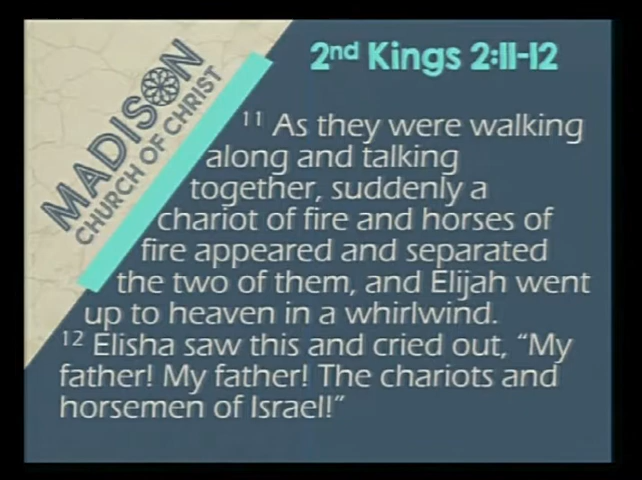 MADISON
CHURCH OF CHRIST
2nd Kings 2:11-12
11 As they were walking
along and talking
together, suddenly a
chariot of fire and horses of
fire appeared and separated
the two of them, and Elijah went
up to heaven in a whirlwind.
12 Elisha saw this and cried out, “My
father! My father! The chariots and
horsemen of Israel!”